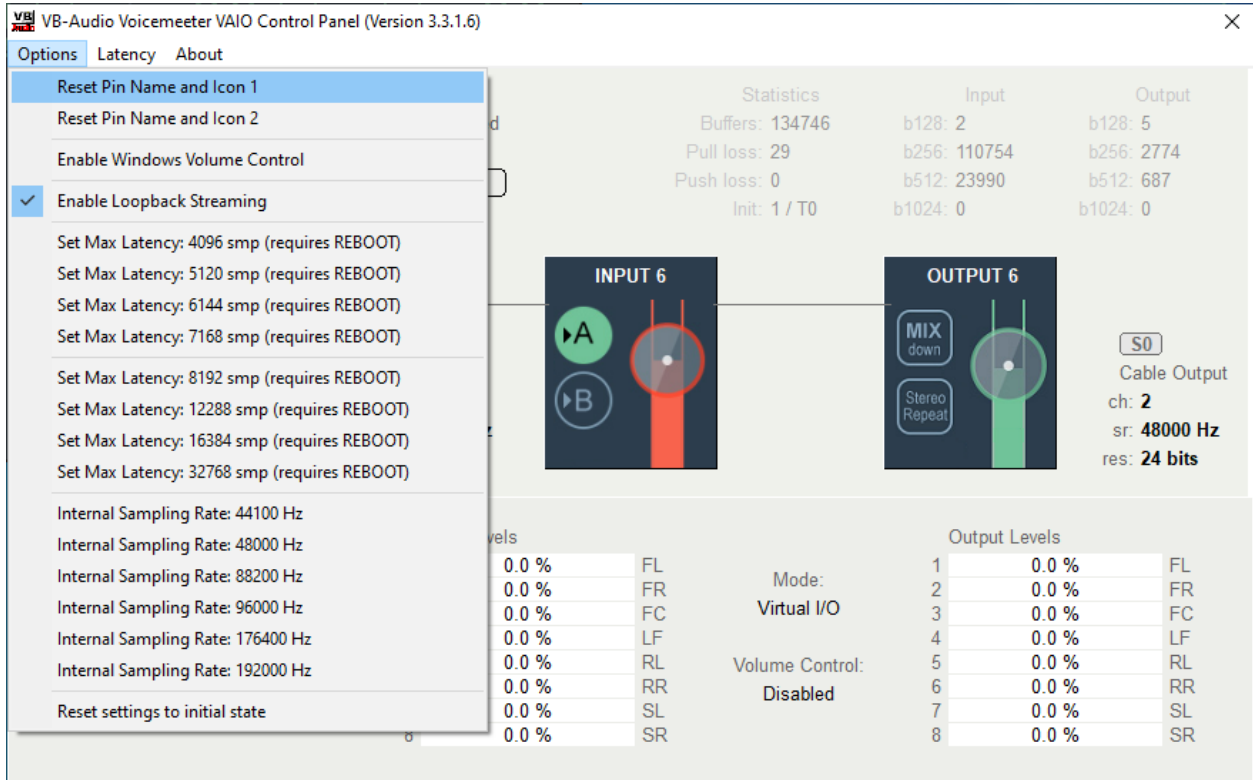 VB-Audio Voicemeeter VAIO Control Panel (Version 3.3.1.6)
Options Latency About
Reset Pin Name and Icon 1
Reset Pin Name and Icon 2
Enable Windows Volume Control
Enable Loopback Streaming
Set Max Latency: 4096 smp (requires REBOOT)
Set Max Latency: 5120 smp (requires REBOOT)
Set Max Latency: 6144 smp (requires REBOOT)
Set Max Latency: 7168 smp (requires REBOOT)
Set Max Latency: 8192 smp (requires REBOOT)
Set Max Latency: 12288 smp (requires REBOOT)
Set Max Latency: 16384 smp (requires REBOOT)
Set Max Latency: 32768 smp (requires REBOOT)
Internal Sampling Rate: 44100 Hz
Internal Sampling Rate: 48000 Hz
Internal Sampling Rate: 88200 Hz
Internal Sampling Rate: 96000 Hz
Internal Sampling Rate: 176400 Hz
Internal Sampling Rate: 192000 Hz
Reset settings to initial state
Statistics Input Output
Buffers: 134746 b128: 2 b128: 5
Pull loss: 29 b256: 110754 b256: 2774
Push loss: 0 b512: 23990 b512: 687
Init: 1 / T0 b1024: 0 b1024: 0
INPUT 6
A
B
OUTPUT 6
MIX
down
Stereo
Repeat
S0
Cable Output
ch: 2
sr: 48000 Hz
res: 24 bits
Output Levels
0.0 % FL
0.0 % FR
0.0 % FC
0.0 % LF
0.0 % RL
0.0 % RR
0.0 % SL
0.0 % SR
Mode:
Virtual I/O
Volume Control:
Disabled
1 0.0 % FL
2 0.0 % FR
3 0.0 % FC
4 0.0 % LF
5 0.0 % RL
6 0.0 % RR
7 0.0 % SL
8 0.0 % SR